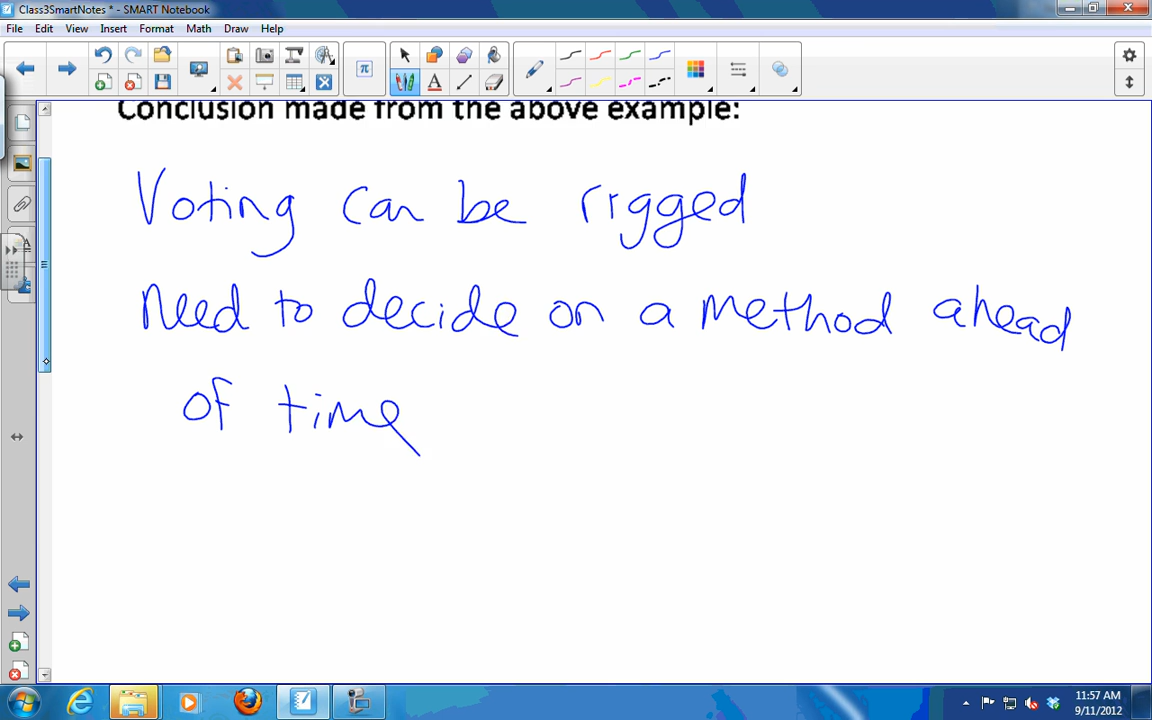 Class3SmartNotes * - SMART Notebook
File Edit View Insert Format Tools Math Draw Help
π
A
Conclusion made from the above example:
Voting can be rigged
Need to decide on a method ahead
of time
11:57 AM
9/11/2012